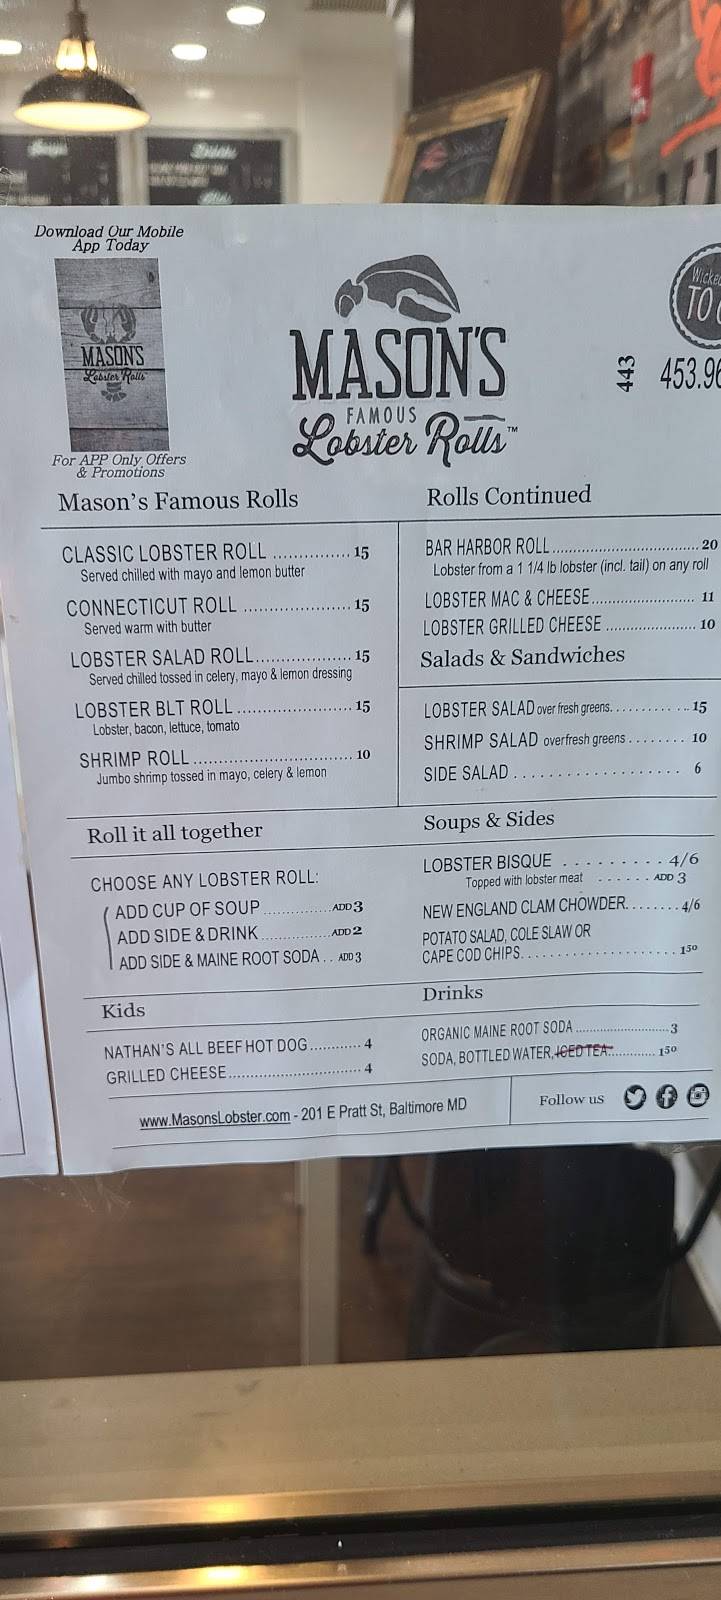 Download Our Mobile
App Today
MASON'S
Lobster Rolls
For APP Only Offers
& Promotions
MASON'S
FAMOUS
Lobster Rolls™
TO
443
453.96
Mason's Famous Rolls
CLASSIC LOBSTER ROLL ............... 15
Served chilled with mayo and lemon butter
CONNECTICUT ROLL ..................... 15
Served warm with butter
LOBSTER SALAD ROLL................... 15
Served chilled tossed in celery, mayo & lemon dressing
LOBSTER BLT ROLL ....................... 15
Lobster, bacon, lettuce, tomato
SHRIMP ROLL ................................ 10
Jumbo shrimp tossed in mayo, celery & lemon
Rolls Continued
BAR HARBOR ROLL.................................... 20
Lobster from a 1 1/4 lb lobster (incl. tail) on any roll
LOBSTER MAC & CHEESE......................... 11
LOBSTER GRILLED CHEESE ...................... 10
Salads & Sandwiches
LOBSTER SALAD over fresh greens. . . . . . . . . . ... 15
SHRIMP SALAD over fresh greens . . . . . . . . 10
SIDE SALAD . . . . . . . . . . . . . . . . . . . 6
Roll it all together
CHOOSE ANY LOBSTER ROLL:
ADD CUP OF SOUP ................ ADD 3
ADD SIDE & DRINK ................ ADD 2
ADD SIDE & MAINE ROOT SODA . . ADD 3
Soups & Sides
LOBSTER BISQUE . . . . . . . . . 4/6
Topped with lobster meat . . . . . . ADD 3
NEW ENGLAND CLAM CHOWDER. . . . . . . . 4/6
POTATO SALAD, COLE SLAW OR
CAPE COD CHIPS. . . . . . . . . . . . . . . . . . . . . 1⁵⁰
Kids
NATHAN'S ALL BEEF HOT DOG............ 4
GRILLED CHEESE................................ 4
Drinks
ORGANIC MAINE ROOT SODA ............................3
SODA, BOTTLED WATER, ICED TEA.............. 1⁵⁰
www.MasonsLobster.com - 201 E Pratt St, Baltimore MD
Follow us